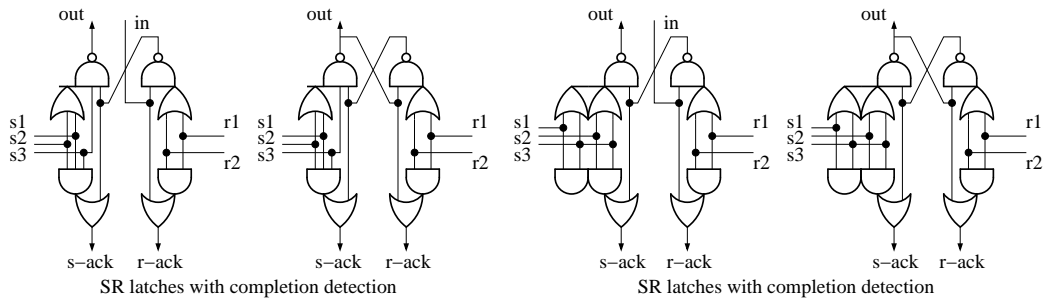 out in out out in out
s1 s1 s1 s1
s2 r1 s2 r1 s2 r1 s2 r1
s3 r2 s3 r2 s3 r2 s3 r2
s-ack r-ack s-ack r-ack s-ack r-ack s-ack r-ack
SR latches with completion detection SR latches with completion detection